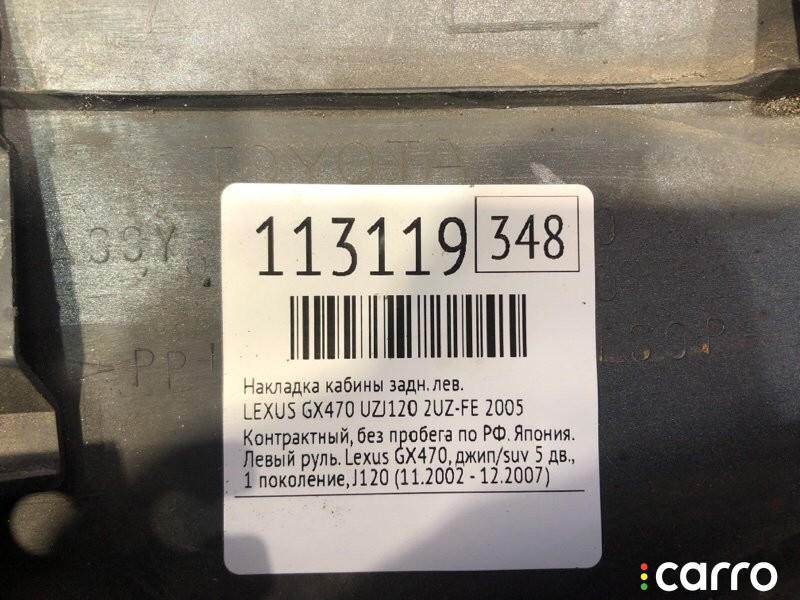 TOYOTA
ASSY
113119 348
Накладка кабины задн. лев.
LEXUS GX470 UZJ120 2UZ-FE 2005
Контрактный, без пробега по РФ. Япония.
Левый руль. Lexus GX470, джип/suv 5 дв.,
1 поколение, J120 (11.2002 - 12.2007)
carro